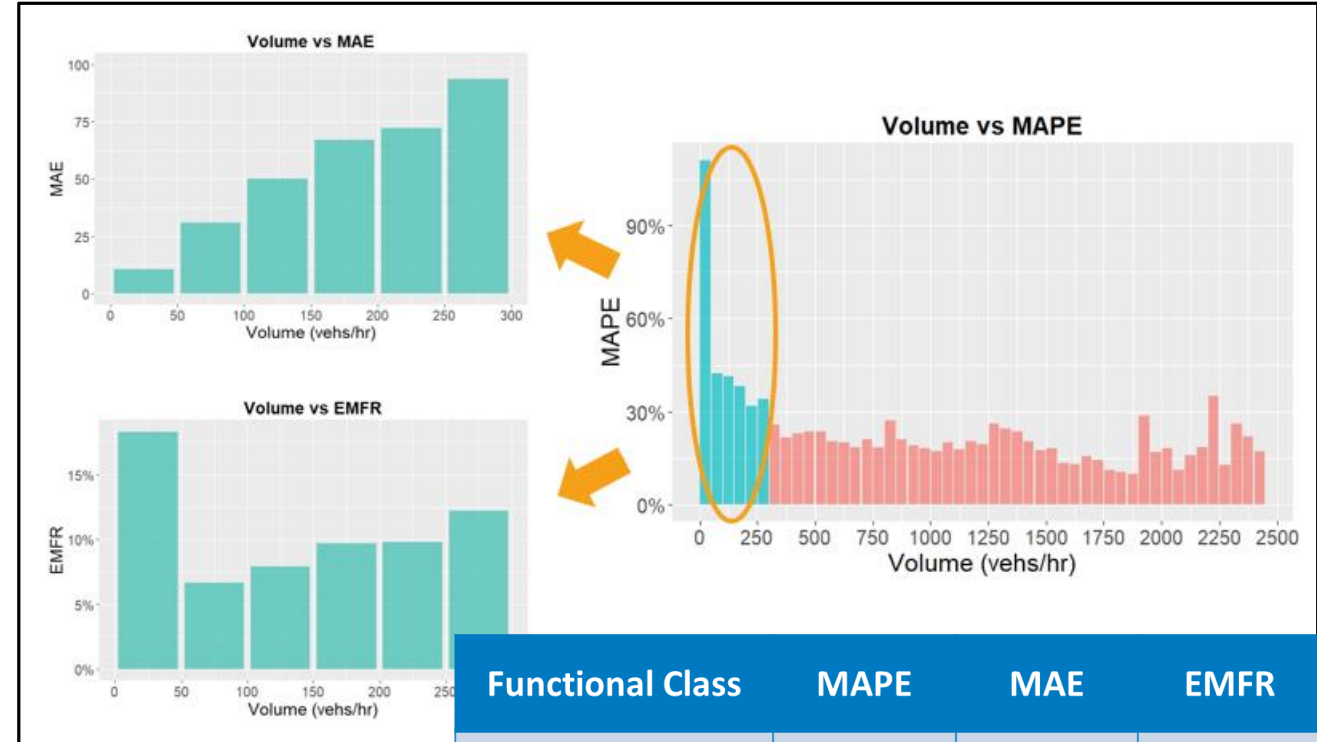 Volume vs MAE
100
75
50
25
0
MAE
0 50 100 150 200 250 300
Volume (vehs/hr)
Volume vs EMFR
15%
10%
5%
0%
EMFR
0 50 100 150 200
Volume (vehs/hr)
Volume vs MAPE
90%
60%
30%
0%
MAPE
0 250 500 750 1000 1250 1500 1750 2000 2250 2500
Volume (vehs/hr)
Functional Class MAPE MAE EMFR